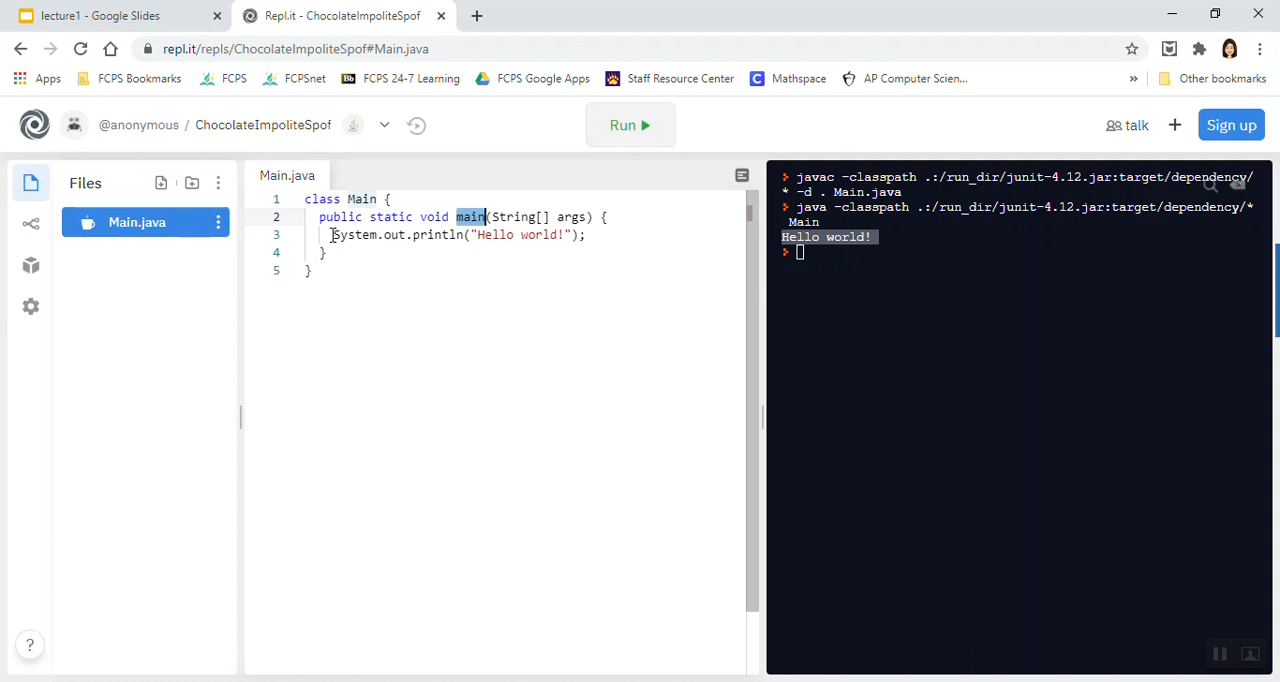 lecture1 - Google Slides
Repl.it - ChocolateImpoliteSpof
repl.it/repls/ChocolateImpoliteSpof#Main.java
Apps FCPS Bookmarks FCPS FCPSnet Bb FCPS 24-7 Learning FCPS Google Apps Staff Resource Center C Mathspace AP Computer Scien... » Other bookmarks
@anonymous / ChocolateImpoliteSpof
Run
talk
Sign up
Files
Main.java
Main.java
1 class Main {
2 public static void main(String[] args) {
3 System.out.println("Hello world!");
4 }
5 }
> javac -classpath .:/run_dir/junit-4.12.jar:target/dependency/
* -d . Main.java
> java -classpath .:/run_dir/junit-4.12.jar:target/dependency/*
Main
Hello world!
>
?